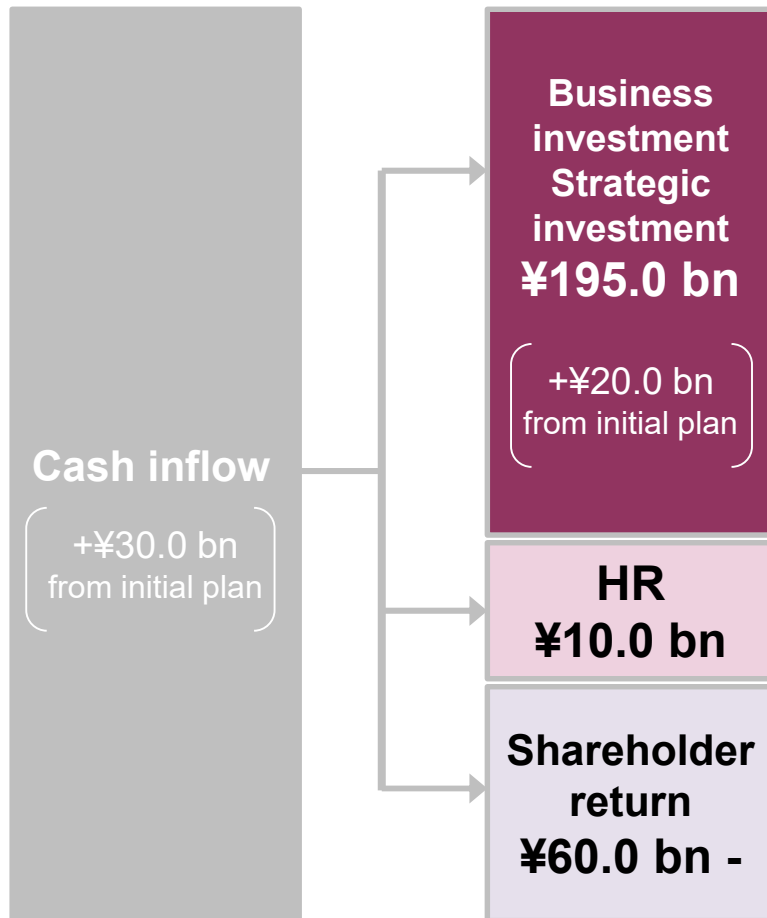 Cash inflow
+¥30.0 bn
from initial plan
Business
investment
Strategic
investment
¥195.0 bn
+¥20.0 bn
from initial plan
HR
¥10.0 bn
Shareholder
return
¥60.0 bn -